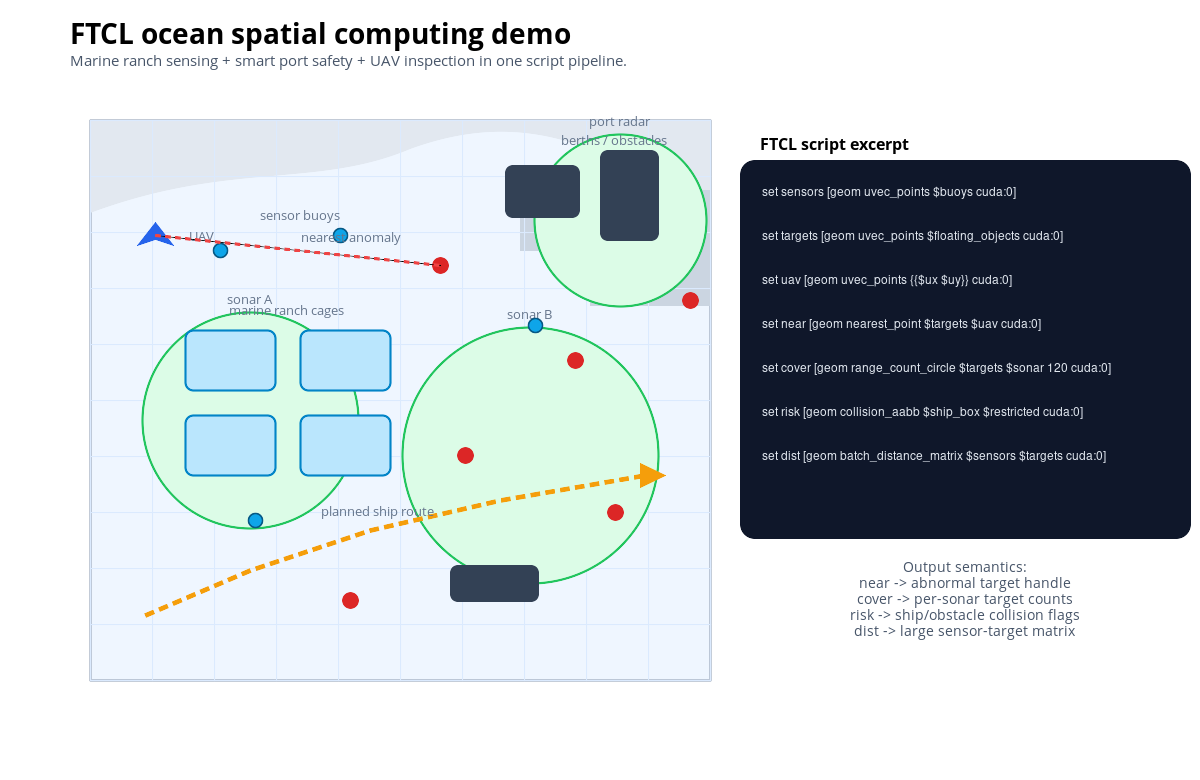 FTCL ocean spatial computing demo
Marine ranch sensing + smart port safety + UAV inspection in one script pipeline.
port radar
berths / obstacles
sensor buoys
UAV
nearest anomaly
sonar A
marine ranch cages
sonar B
planned ship route
FTCL script excerpt
set sensors [geom uvec_points $buoys cuda:0]
set targets [geom uvec_points $floating_objects cuda:0]
set uav [geom uvec_points {{$ux $uy}} cuda:0]
set near [geom nearest_point $targets $uav cuda:0]
set cover [geom range_count_circle $targets $sonar 120 cuda:0]
set risk [geom collision_aabb $ship_box $restricted cuda:0]
set dist [geom batch_distance_matrix $sensors $targets cuda:0]
Output semantics:
near -> abnormal target handle
cover -> per-sonar target counts
risk -> ship/obstacle collision flags
dist -> large sensor-target matrix